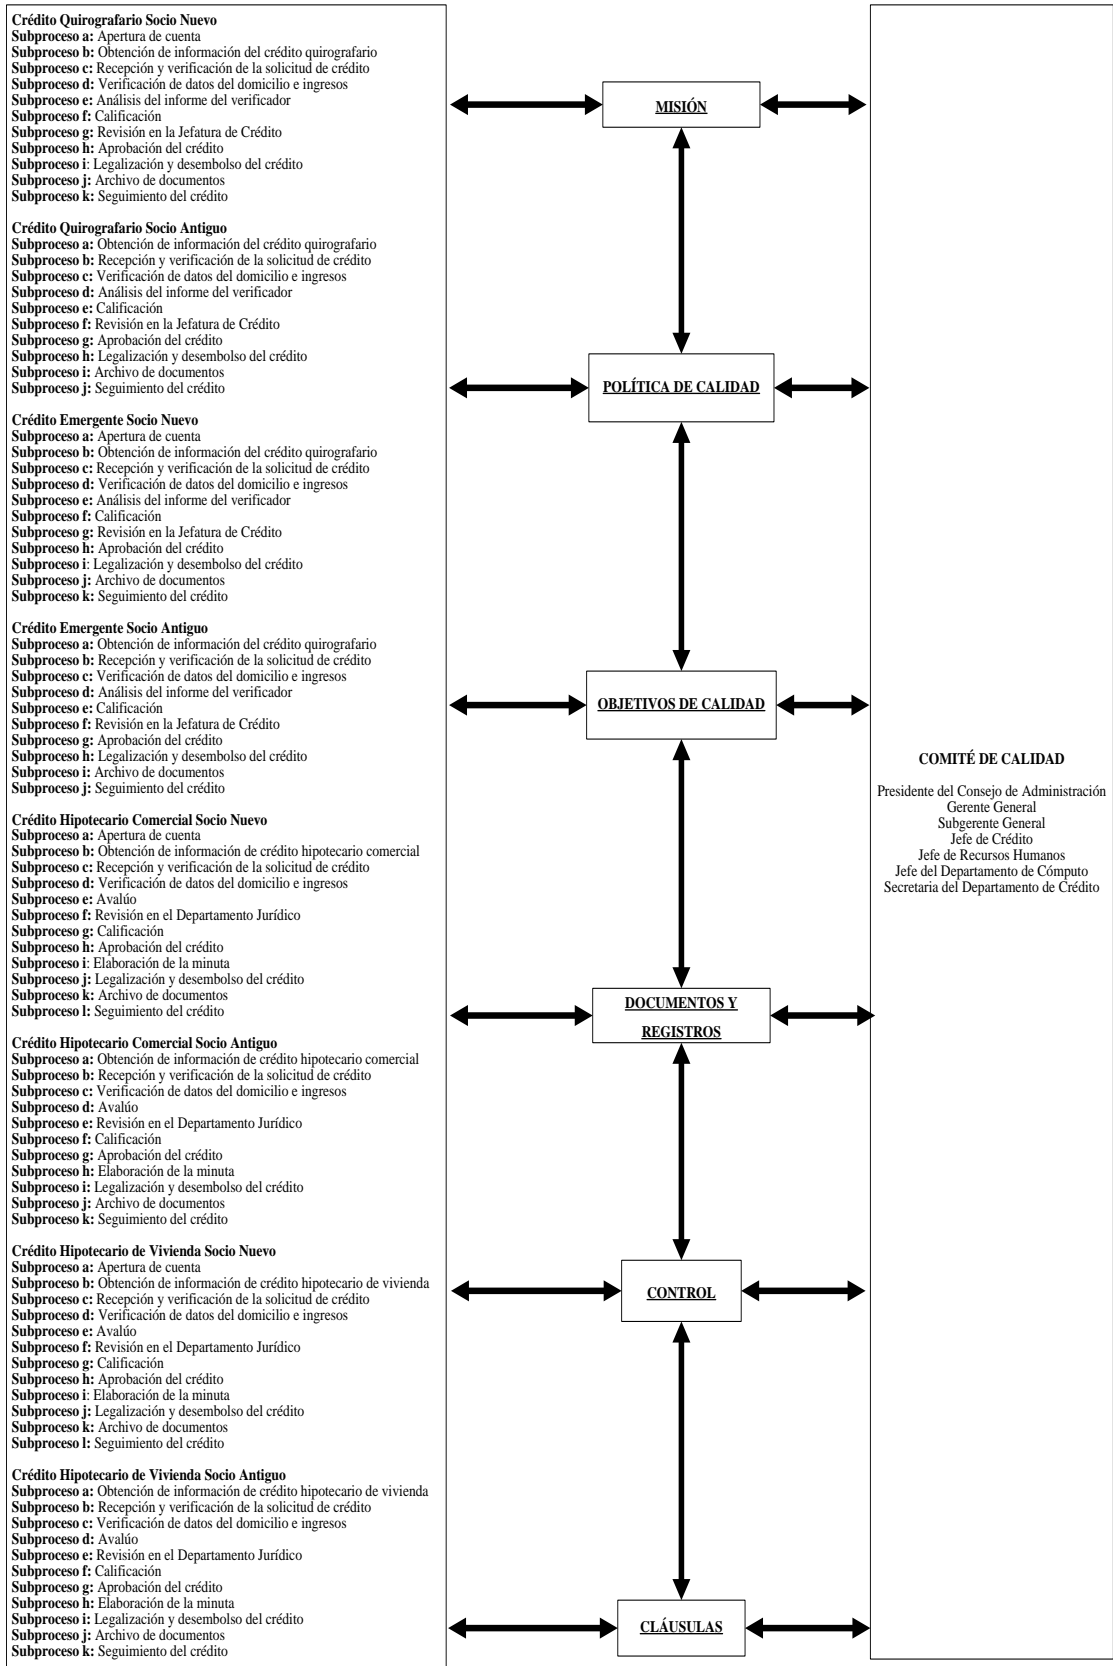 Crédito Quirografario Socio Nuevo
Subproceso a: Apertura de cuenta
Subproceso b: Obtención de información del crédito quirografario
Subproceso c: Recepción y verificación de la solicitud de crédito
Subproceso d: Verificación de datos del domicilio e ingresos
Subproceso e: Análisis del informe del verificador
Subproceso f: Calificación
Subproceso g: Revisión en la Jefatura de Crédito
Subproceso h: Aprobación del crédito
Subproceso i: Legalización y desembolso del crédito
Subproceso j: Archivo de documentos
Subproceso k: Seguimiento del crédito
Crédito Quirografario Socio Antiguo
Subproceso a: Obtención de información del crédito quirografario
Subproceso b: Recepción y verificación de la solicitud de crédito
Subproceso c: Verificación de datos del domicilio e ingresos
Subproceso d: Análisis del informe del verificador
Subproceso e: Calificación
Subproceso f: Revisión en la Jefatura de Crédito
Subproceso g: Aprobación del crédito
Subproceso h: Legalización y desembolso del crédito
Subproceso i: Archivo de documentos
Subproceso j: Seguimiento del crédito
Crédito Emergente Socio Nuevo
Subproceso a: Apertura de cuenta
Subproceso b: Obtención de información del crédito quirografario
Subproceso c: Recepción y verificación de la solicitud de crédito
Subproceso d: Verificación de datos del domicilio e ingresos
Subproceso e: Análisis del informe del verificador
Subproceso f: Calificación
Subproceso g: Revisión en la Jefatura de Crédito
Subproceso h: Aprobación del crédito
Subproceso i: Legalización y desembolso del crédito
Subproceso j: Archivo de documentos
Subproceso k: Seguimiento del crédito
Crédito Emergente Socio Antiguo
Subproceso a: Obtención de información del crédito quirografario
Subproceso b: Recepción y verificación de la solicitud de crédito
Subproceso c: Verificación de datos del domicilio e ingresos
Subproceso d: Análisis del informe del verificador
Subproceso e: Calificación
Subproceso f: Revisión en la Jefatura de Crédito
Subproceso g: Aprobación del crédito
Subproceso h: Legalización y desembolso del crédito
Subproceso i: Archivo de documentos
Subproceso j: Seguimiento del crédito
Crédito Hipotecario Comercial Socio Nuevo
Subproceso a: Apertura de cuenta
Subproceso b: Obtención de información de crédito hipotecario comercial
Subproceso c: Recepción y verificación de la solicitud de crédito
Subproceso d: Verificación de datos del domicilio e ingresos
Subproceso e: Avalúo
Subproceso f: Revisión en el Departamento Jurídico
Subproceso g: Calificación
Subproceso h: Aprobación del crédito
Subproceso i: Elaboración de la minuta
Subproceso j: Legalización y desembolso del crédito
Subproceso k: Archivo de documentos
Subproceso l: Seguimiento del crédito
Crédito Hipotecario Comercial Socio Antiguo
Subproceso a: Obtención de información de crédito hipotecario comercial
Subproceso b: Recepción y verificación de la solicitud de crédito
Subproceso c: Verificación de datos del domicilio e ingresos
Subproceso d: Avalúo
Subproceso e: Revisión en el Departamento Jurídico
Subproceso f: Calificación
Subproceso g: Aprobación del crédito
Subproceso h: Elaboración de la minuta
Subproceso i: Legalización y desembolso del crédito
Subproceso j: Archivo de documentos
Subproceso k: Seguimiento del crédito
Crédito Hipotecario de Vivienda Socio Nuevo
Subproceso a: Apertura de cuenta
Subproceso b: Obtención de información de crédito hipotecario de vivienda
Subproceso c: Recepción y verificación de la solicitud de crédito
Subproceso d: Verificación de datos del domicilio e ingresos
Subproceso e: Avalúo
Subproceso f: Revisión en el Departamento Jurídico
Subproceso g: Calificación
Subproceso h: Aprobación del crédito
Subproceso i: Elaboración de la minuta
Subproceso j: Legalización y desembolso del crédito
Subproceso k: Archivo de documentos
Subproceso l: Seguimiento del crédito
Crédito Hipotecario de Vivienda Socio Antiguo
Subproceso a: Obtención de información de crédito hipotecario de vivienda
Subproceso b: Recepción y verificación de la solicitud de crédito
Subproceso c: Verificación de datos del domicilio e ingresos
Subproceso d: Avalúo
Subproceso e: Revisión en el Departamento Jurídico
Subproceso f: Calificación
Subproceso g: Aprobación del crédito
Subproceso h: Elaboración de la minuta
Subproceso i: Legalización y desembolso del crédito
Subproceso j: Archivo de documentos
Subproceso k: Seguimiento del crédito
MISIÓN
POLÍTICA DE CALIDAD
OBJETIVOS DE CALIDAD
DOCUMENTOS Y
REGISTROS
CONTROL
CLÁUSULAS
COMITÉ DE CALIDAD
Presidente del Consejo de Administración
Gerente General
Subgerente General
Jefe de Crédito
Jefe de Recursos Humanos
Jefe del Departamento de Cómputo
Secretaria del Departamento de Crédito